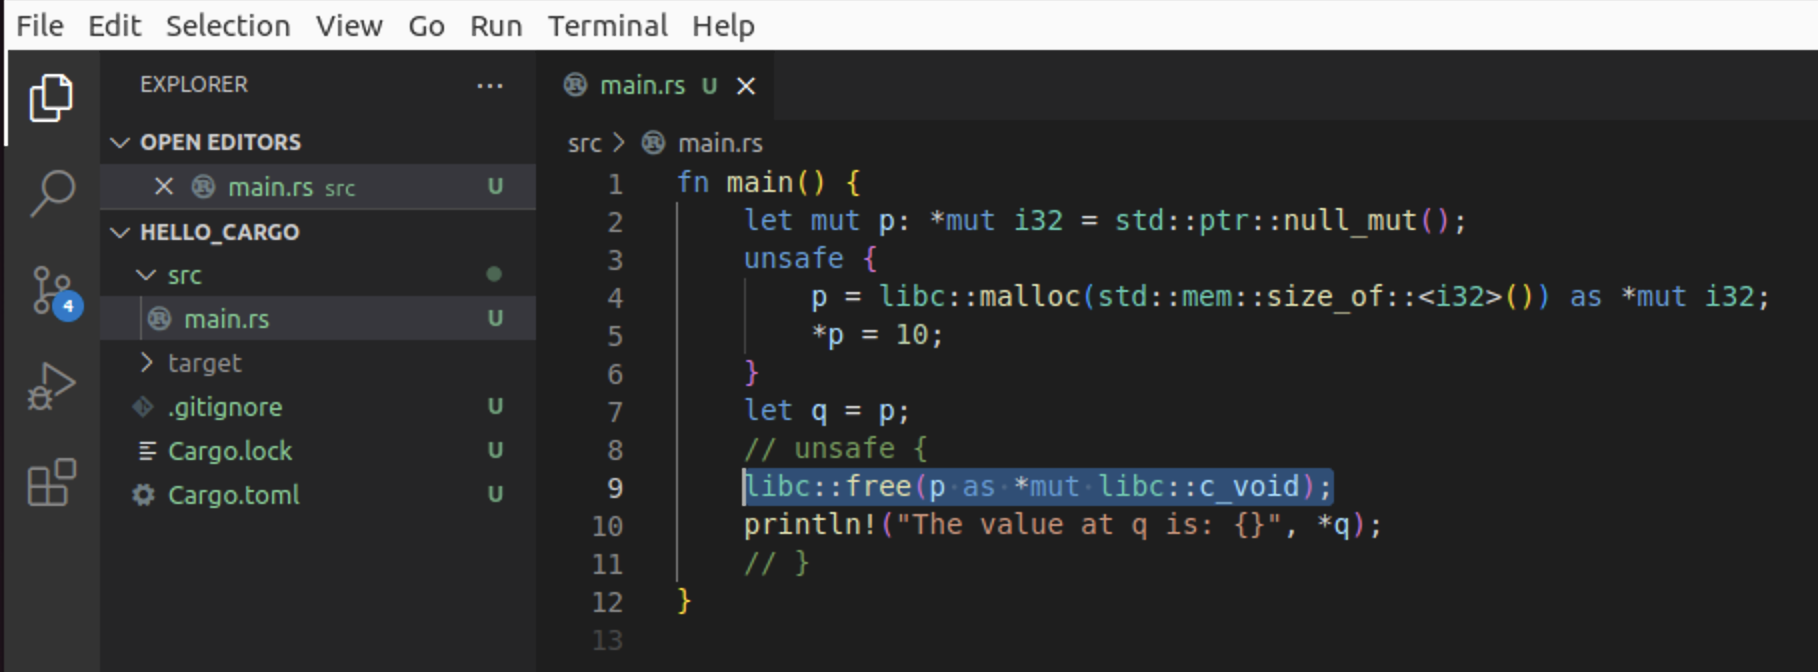 File Edit Selection View Go Run Terminal Help
EXPLORER ...
OPEN EDITORS
main.rs src U
HELLO_CARGO
src
main.rs U
target
.gitignore U
Cargo.lock U
Cargo.toml U
4
main.rs U
src > main.rs
1 fn main() {
2     let mut p: *mut i32 = std::ptr::null_mut();
3     unsafe {
4         p = libc::malloc(std::mem::size_of::<i32>()) as *mut i32;
5         *p = 10;
6     }
7     let q = p;
8     // unsafe {
9     libc::free(p as *mut libc::c_void);
10     println!("The value at q is: {}", *q);
11     // }
12 }
13